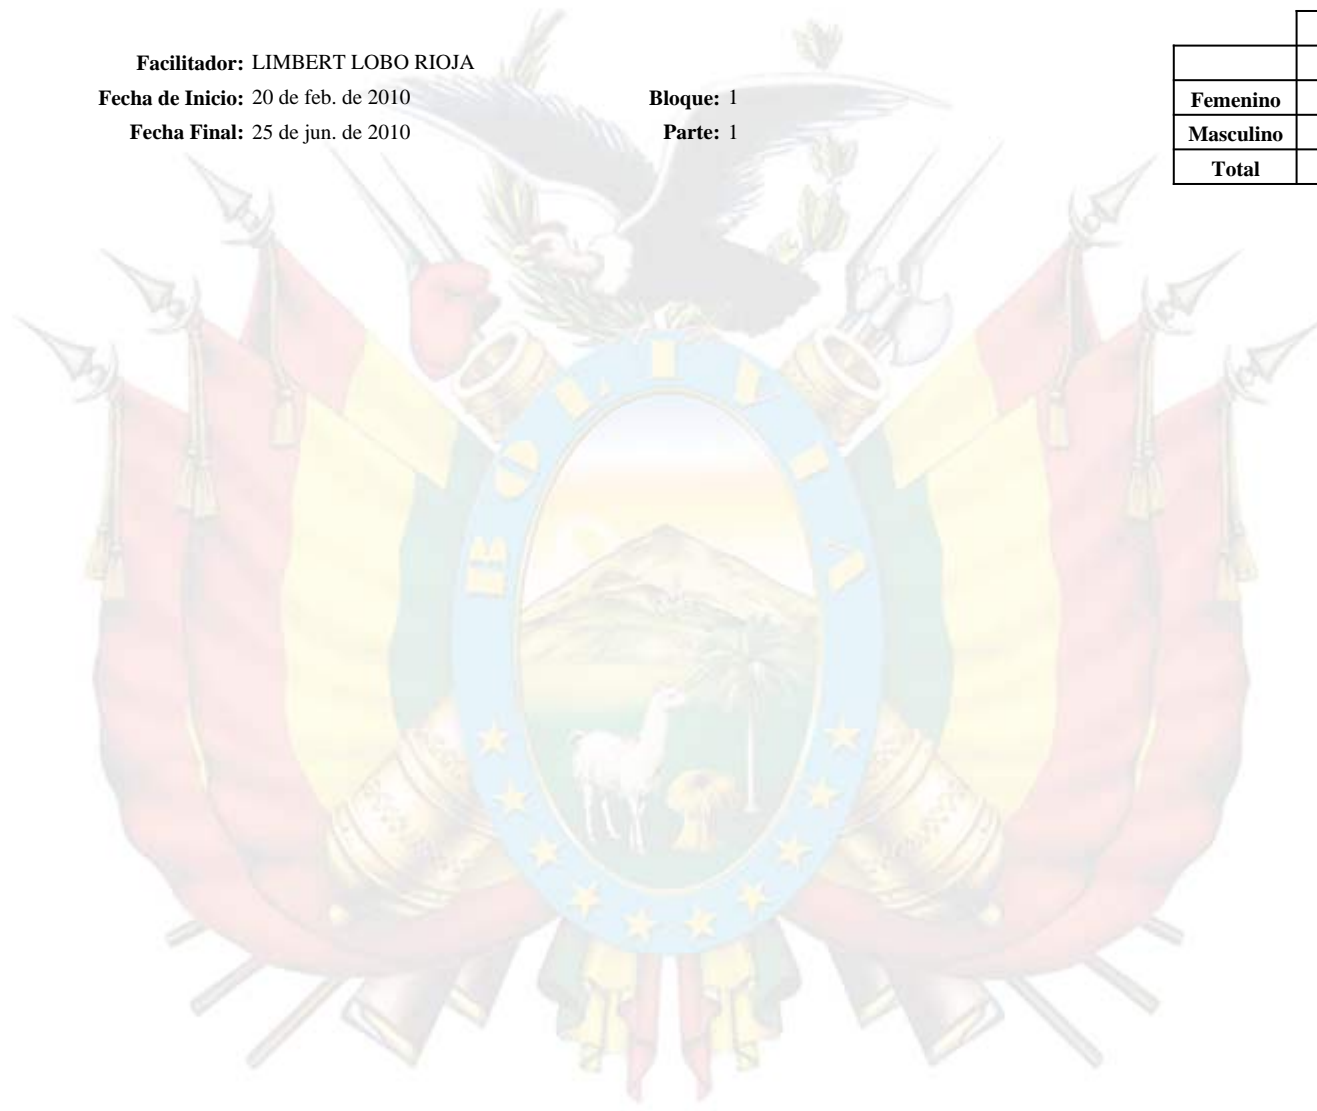 Facilitador: LIMBERT LOBO RIOJA
Fecha de Inicio: 20 de feb. de 2010 Bloque: 1
Fecha Final: 25 de jun. de 2010 Parte: 1
Femenino
Masculino
Total
BOLIVIA